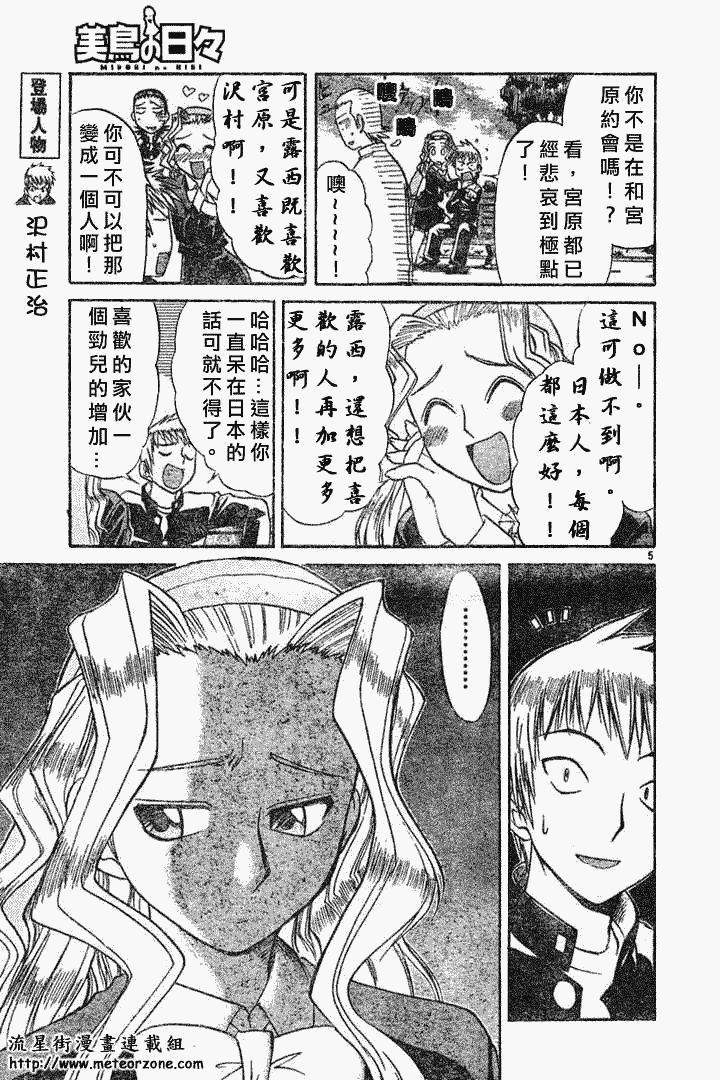 美鳥の日々
MIDORI no HIBI
登場人物
沢村正治
你不是在和宮
原約會嗎！？
看，宮原都已
經悲哀到極點
了！
嗚
嗚
噢
噢～～～～！
可是露西既喜歡
宮原，又喜歡
沢村啊！！
你可不可以把那
變成一個人啊！
No—．
這可做不到啊。
日本人，每個
都這麼好！！
露西，還想把喜
歡的人再加更多
更多啊！！
哈哈哈…這樣你
一直呆在日本的
話可就不得了。
喜歡的家伙一
個勁兒的增加…
5
…………
流星街漫畫連載組
http://www.meteorzone.com